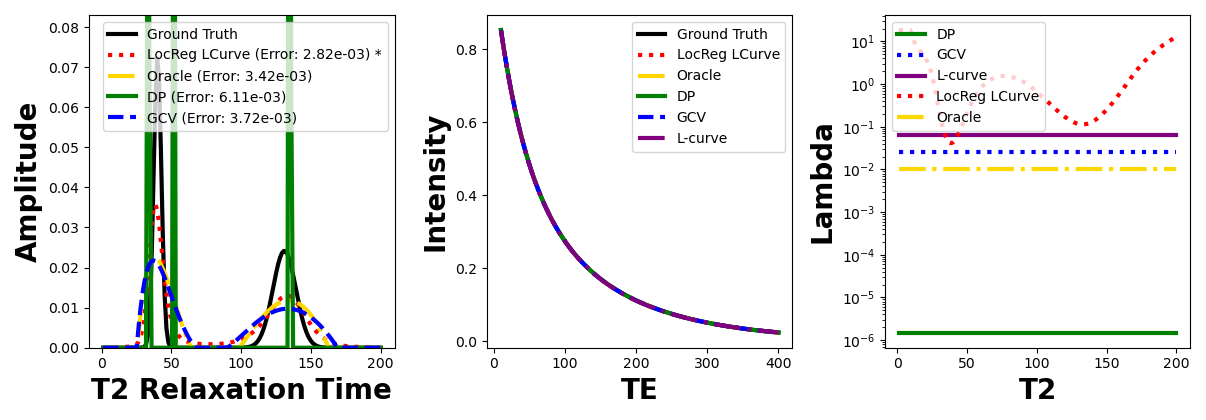 0.08
0.07
0.06
0.05
0.04
0.03
0.02
0.01
0.00
Amplitude
Ground Truth
LocReg LCurve (Error: 2.82e-03) *
Oracle (Error: 3.42e-03)
DP (Error: 6.11e-03)
GCV (Error: 3.72e-03)
0 50 100 150 200
T2 Relaxation Time
0.8
0.6
0.4
0.2
0.0
Intensity
Ground Truth
LocReg LCurve
Oracle
DP
GCV
L-curve
0 100 200 300 400
TE
10¹
10⁰
10⁻¹
10⁻²
10⁻³
10⁻⁴
10⁻⁵
10⁻⁶
Lambda
DP
GCV
L-curve
LocReg LCurve
Oracle
0 50 100 150 200
T2